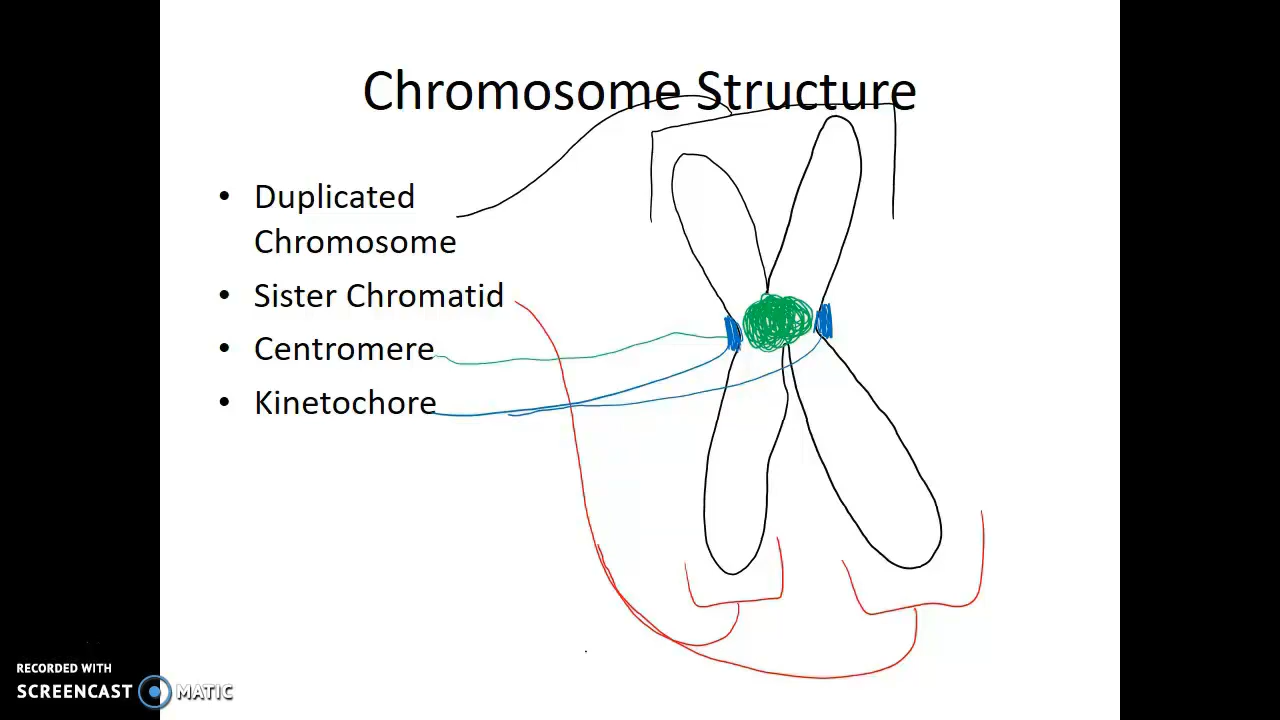 Chromosome Structure
• Duplicated
Chromosome
• Sister Chromatid
• Centromere
• Kinetochore
RECORDED WITH
SCREENCAST MATIC